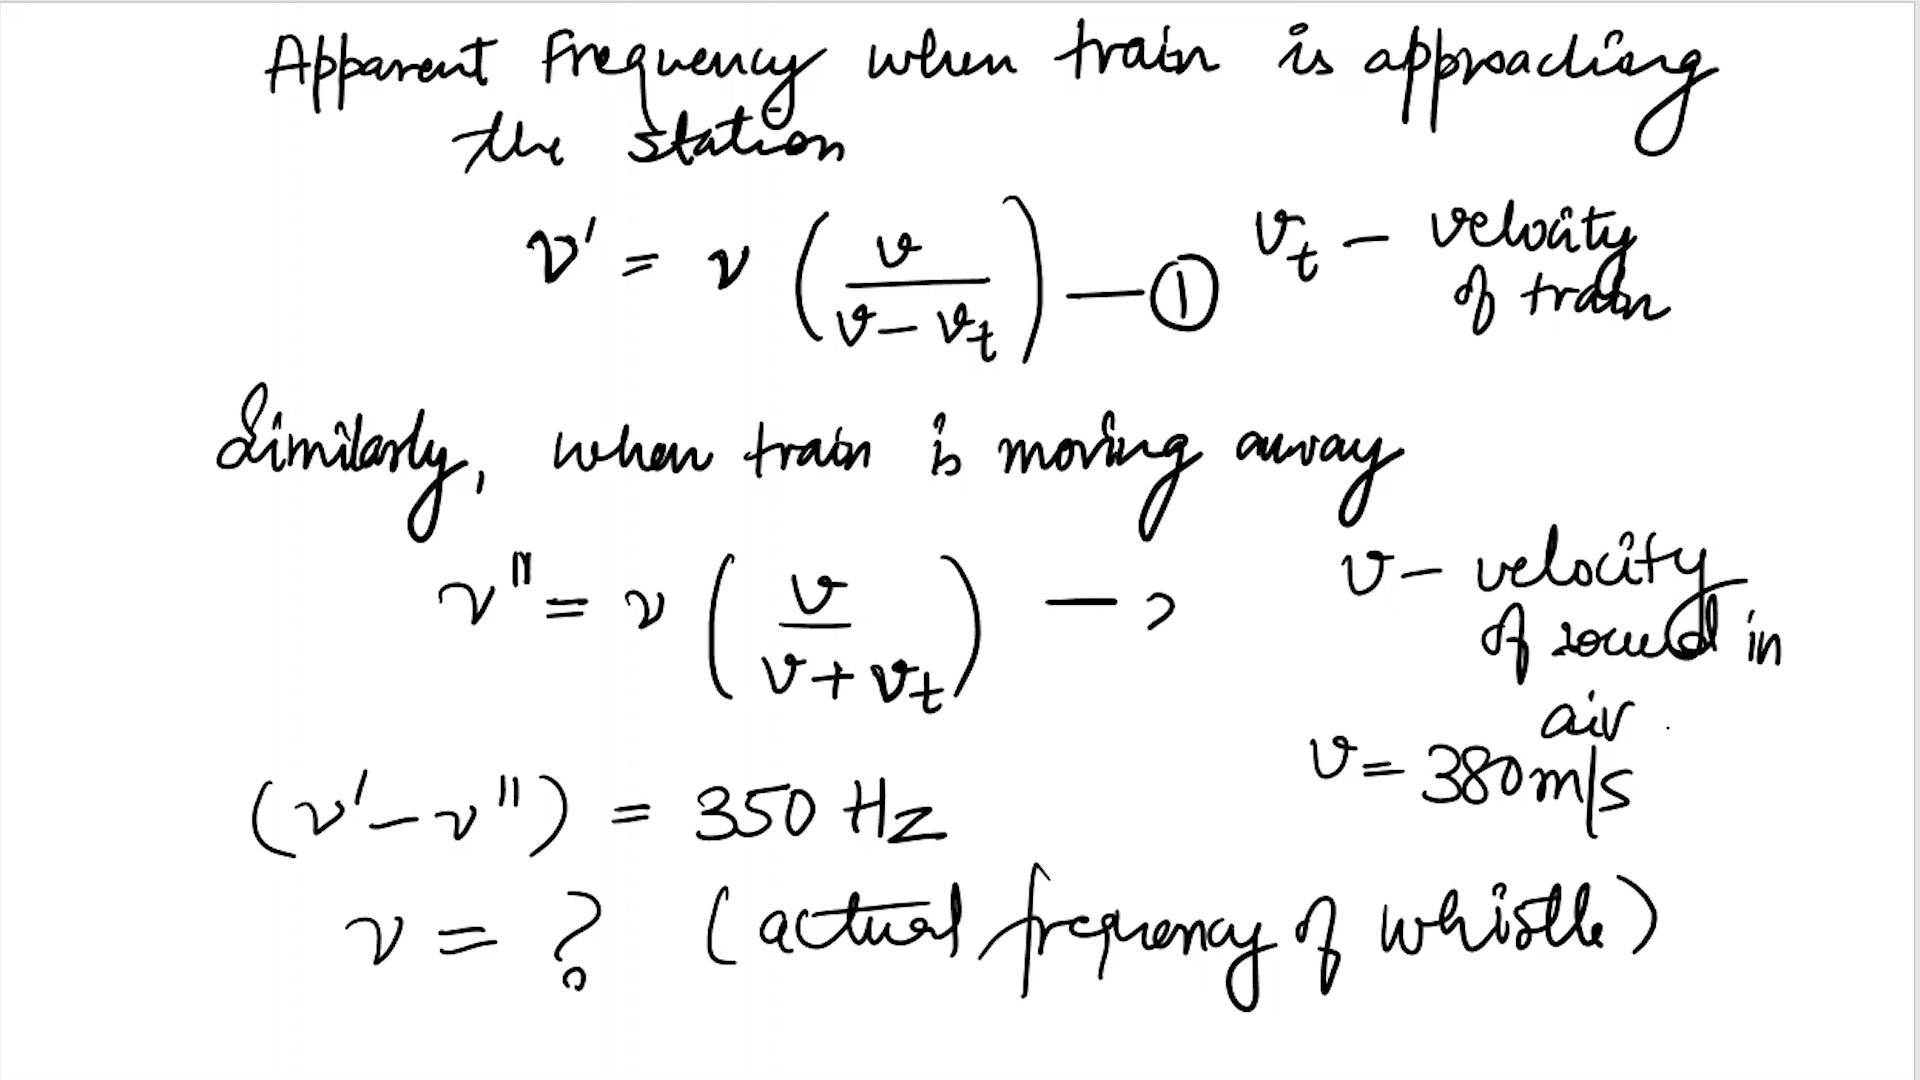 Apparent Frequency when train is approaching
the station
ν' = ν (v / (v - v_t)) — ① v_t - velocity
of train
Similarly, when train is moving away
ν" = ν (v / (v + v_t)) — 2 v - velocity
of sound in
air
v = 380 m/s
(ν' - ν") = 350 Hz
ν = ? (actual frequency of whistle)